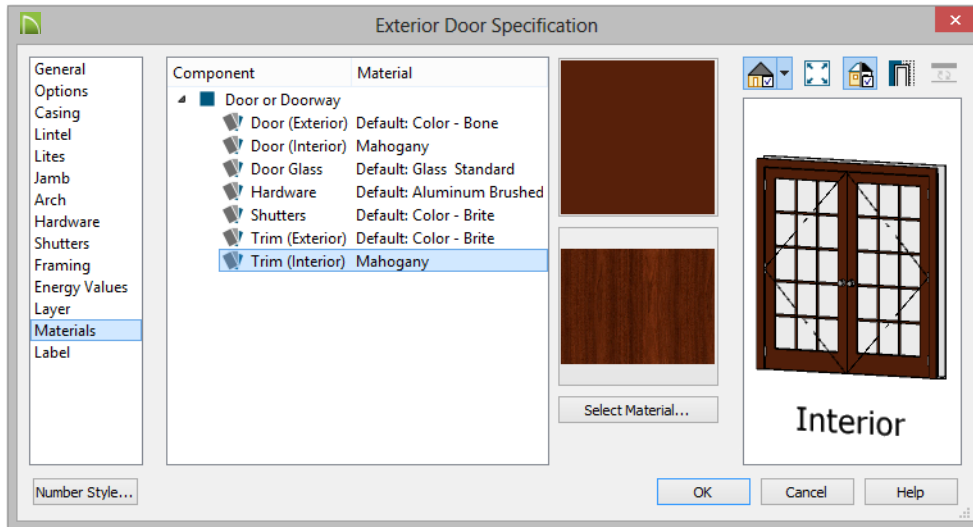 Exterior Door Specification
General
Options
Casing
Lintel
Lites
Jamb
Arch
Hardware
Shutters
Framing
Energy Values
Layer
Materials
Label
Component Material
Door or Doorway
Door (Exterior) Default: Color - Bone
Door (Interior) Mahogany
Door Glass Default: Glass Standard
Hardware Default: Aluminum Brushed
Shutters Default: Color - Brite
Trim (Exterior) Default: Color - Brite
Trim (Interior) Mahogany
Select Material...
Interior
Number Style...
OK Cancel Help